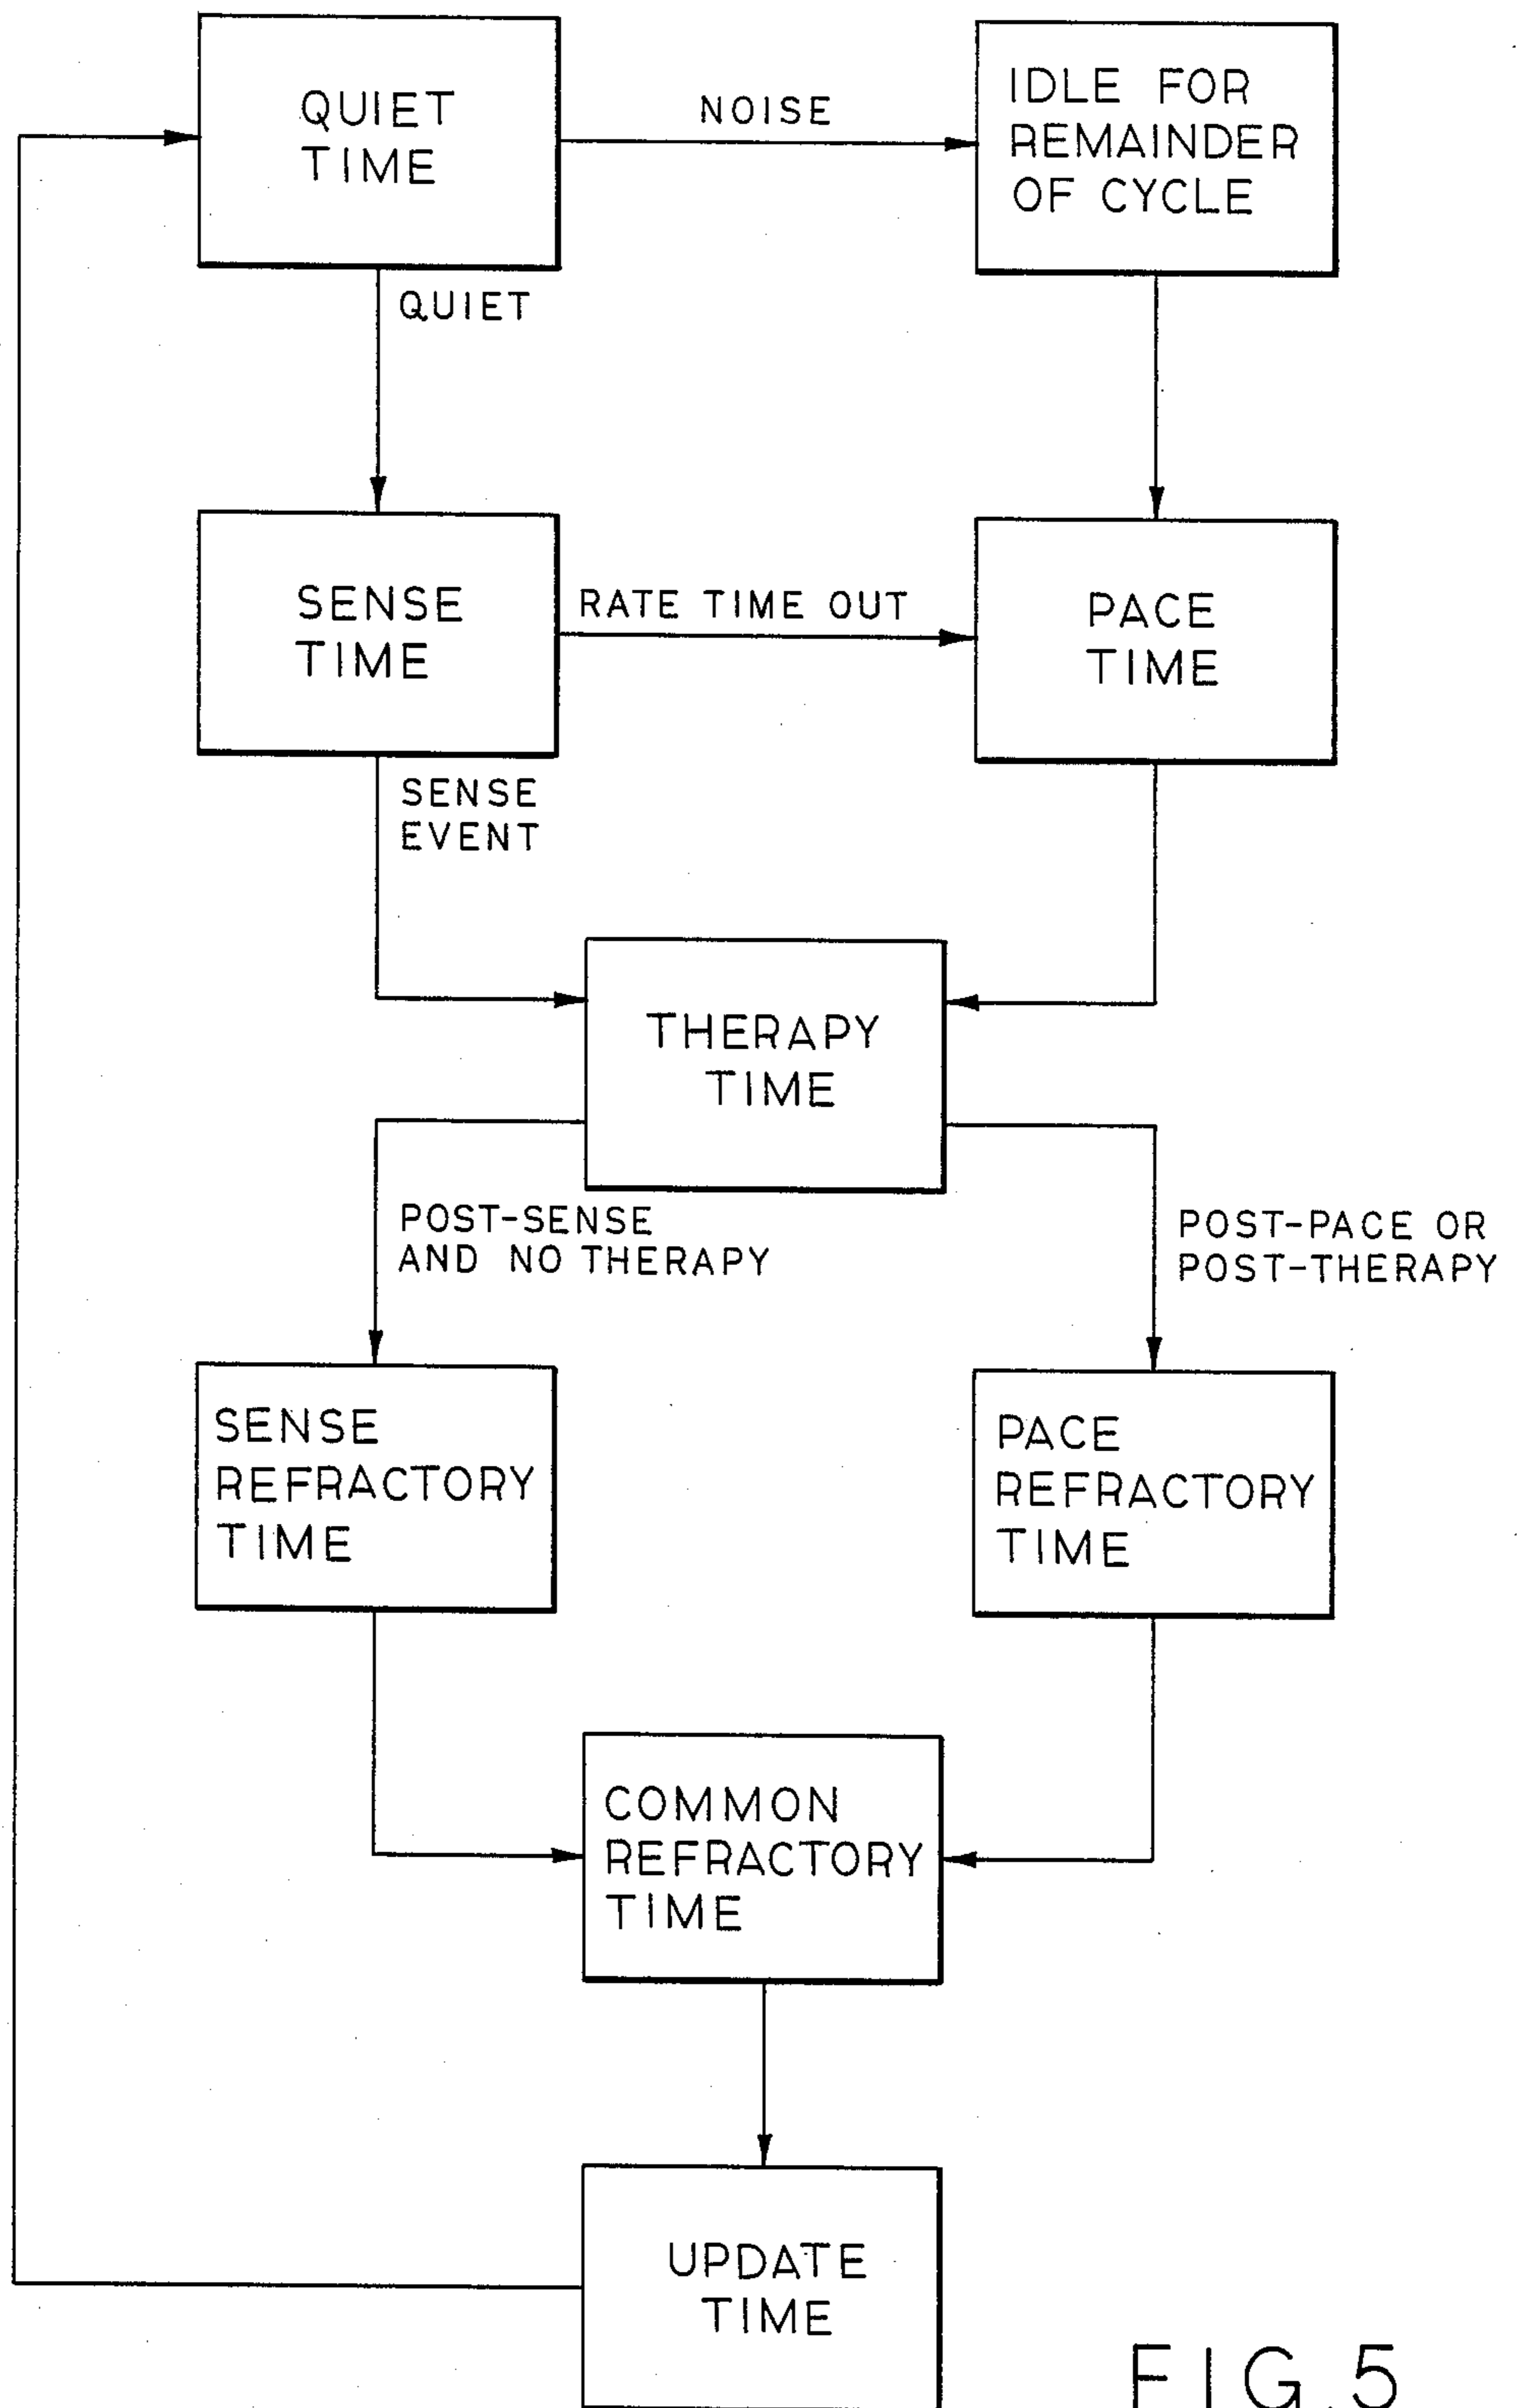 QUIET
TIME
NOISE
IDLE FOR
REMAINDER
OF CYCLE
QUIET
SENSE
TIME
RATE TIME OUT
PACE
TIME
SENSE
EVENT
THERAPY
TIME
POST-SENSE
AND NO THERAPY
POST-PACE OR
POST-THERAPY
SENSE
REFRACTORY
TIME
PACE
REFRACTORY
TIME
COMMON
REFRACTORY
TIME
UPDATE
TIME
FIG.5